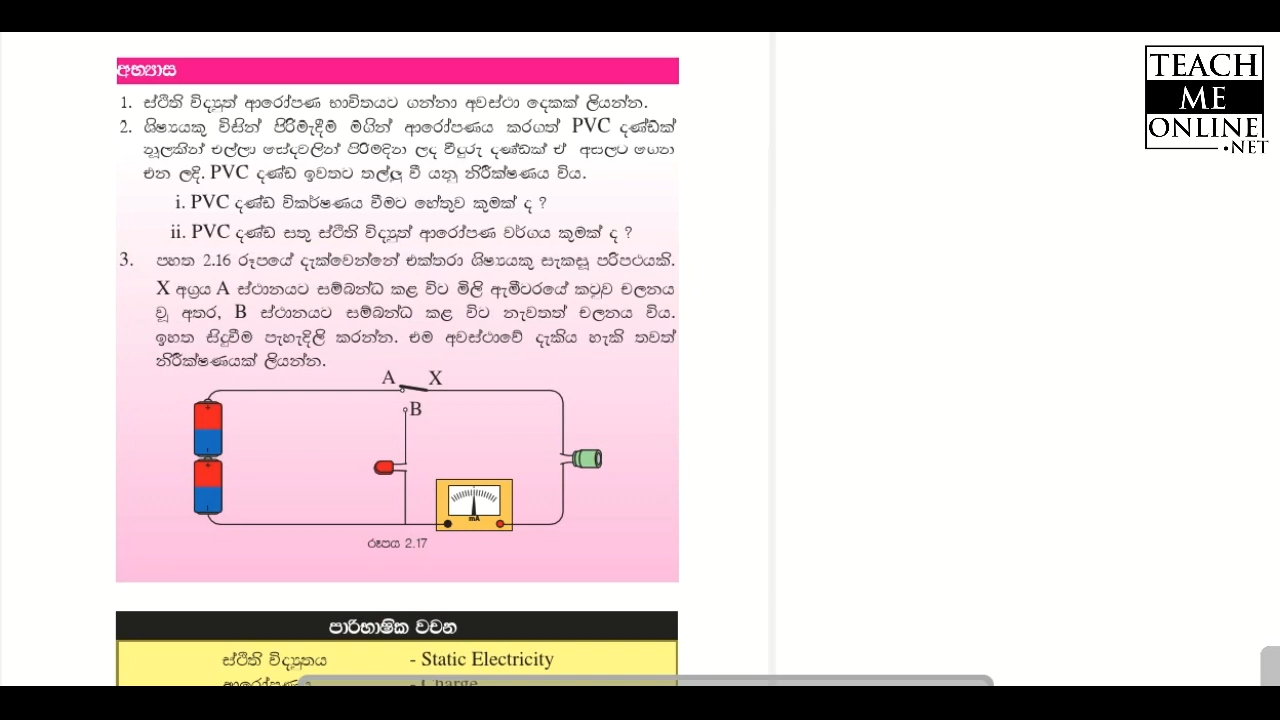 අභ්‍යාස
1. ස්ථිති විද්‍යුත් ආරෝපණ භාවිතයට ගන්නා අවස්ථා දෙකක් ලියන්න.
2. ශිෂ්‍යයකු විසින් පිරිමැදීම මගින් ආරෝපණය කරගත් PVC දණ්ඩක්
නූලකින් එල්ලා සේදවලින් පිරිමදින ලද වීදුරු දණ්ඩක් ඒ අසලට ගෙන
එන ලදි. PVC දණ්ඩ ඉවතට තල්ලු වී යනු නිරීක්ෂණය විය.
i. PVC දණ්ඩ විකර්ෂණය වීමට හේතුව කුමක් ද ?
ii. PVC දණ්ඩ සතු ස්ථිති විද්‍යුත් ආරෝපණ වර්ගය කුමක් ද ?
3. පහත 2.16 රූපයේ දැක්වෙන්නේ එක්තරා ශිෂ්‍යයකු සැකසූ පරිපථයකි.
X අග්‍රය A ස්ථානයට සම්බන්ධ කළ විට මිලි ඇමීටරයේ කටුව චලනය
වූ අතර, B ස්ථානයට සම්බන්ධ කළ විට නැවතත් චලනය විය.
ඉහත සිදුවීම පැහැදිලි කරන්න. එම අවස්ථාවේ දැකිය හැකි තවත්
නිරීක්ෂණයක් ලියන්න.
A X
B
mA
රූපය 2.17
පාරිභාෂික වචන
ස්ථිති විද්‍යුතය - Static Electricity
ආරෝපණය - Charge
TEACH
ME
ONLINE
.NET